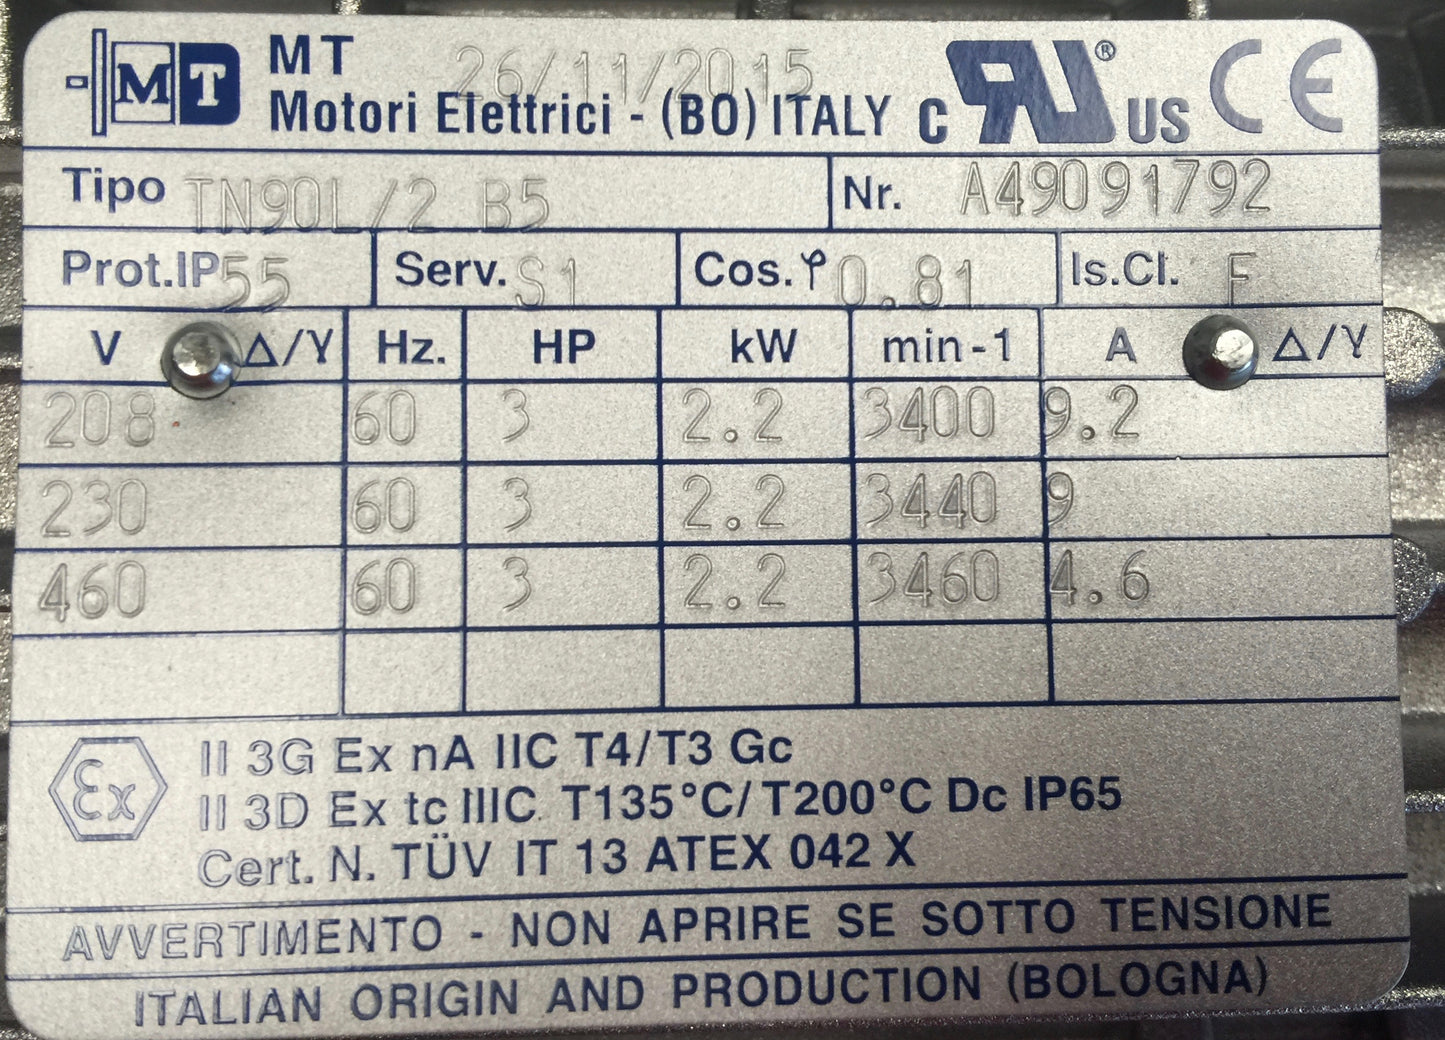 MT MT 26/11/2015
Motori Elettrici - (BO) ITALY c RU ® US CE
Tipo TN90L/2 B5 Nr. A49091792
Prot.IP55 Serv. S1 Cos.φ 0.81 Is.Cl. F
V Δ/Y Hz. HP kW min-1 A Δ/Y
208 60 3 2.2 3400 9.2
230 60 3 2.2 3440 9
460 60 3 2.2 3460 4.6
Ex II 3G Ex nA IIC T4/T3 Gc
II 3D Ex tc IIIC T135°C/T200°C Dc IP65
Cert. N. TÜV IT 13 ATEX 042 X
AVVERTIMENTO - NON APRIRE SE SOTTO TENSIONE
ITALIAN ORIGIN AND PRODUCTION (BOLOGNA)